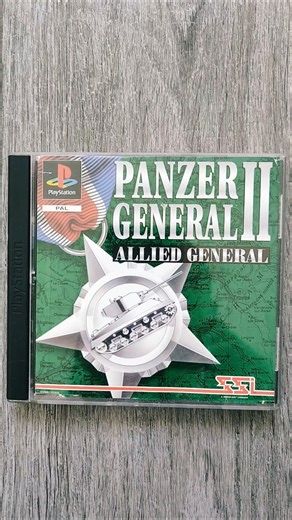 PlayStation
PAL
PANZER
GENERAL II
ALLIED GENERAL
PlayStation
SSI